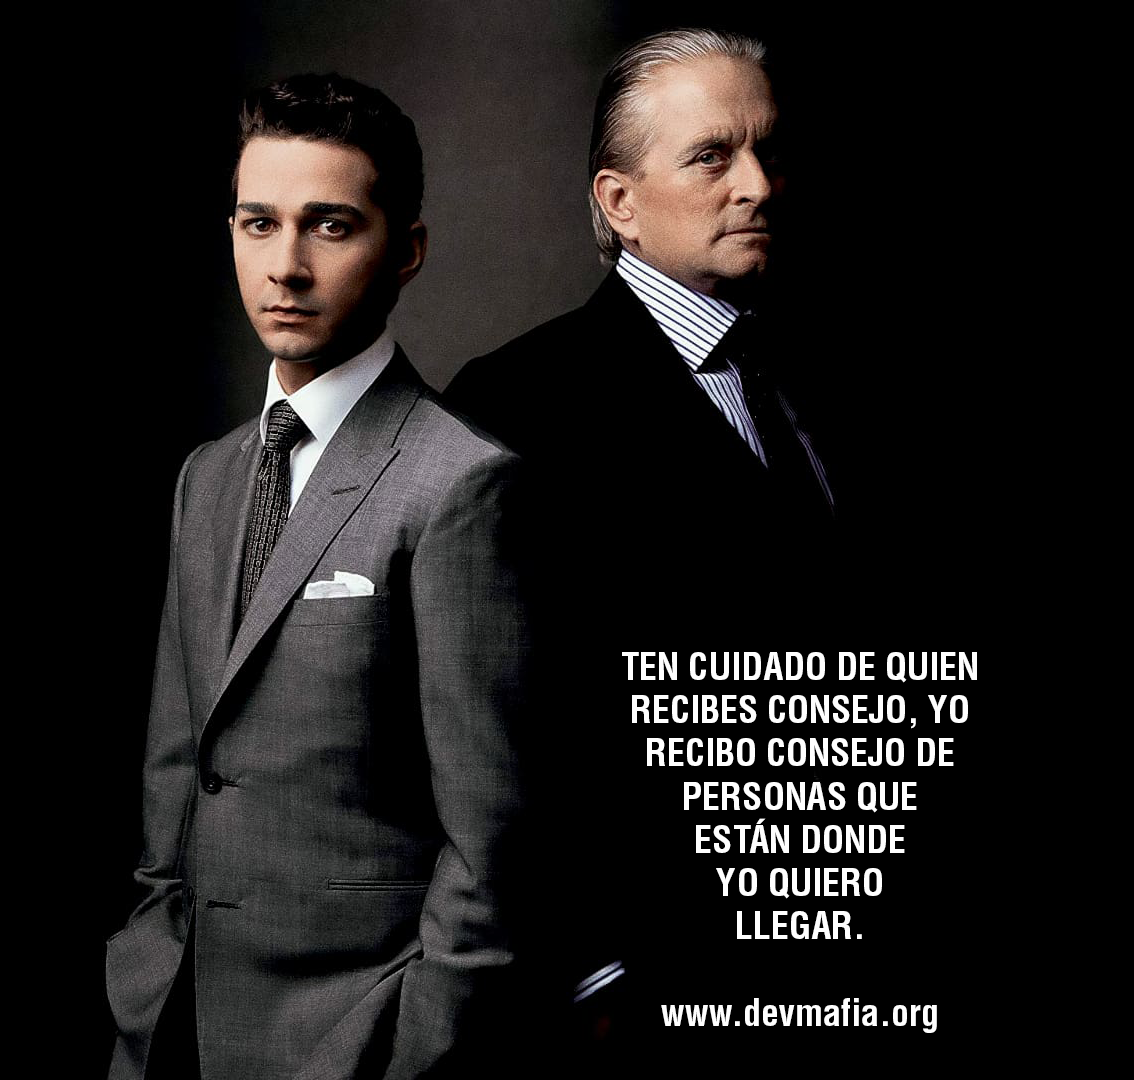 TEN CUIDADO DE QUIEN
RECIBES CONSEJO, YO
RECIBO CONSEJO DE
PERSONAS QUE
ESTÁN DONDE
YO QUIERO
LLEGAR.
www.devmafia.org